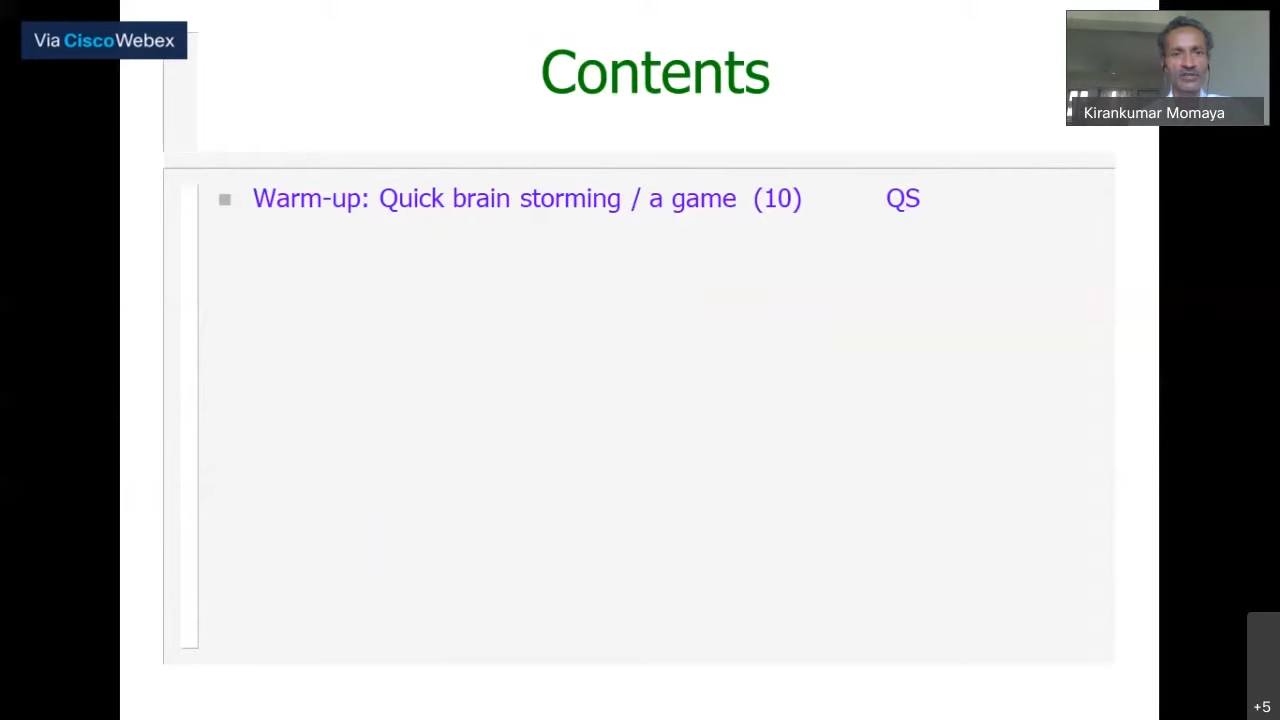 Via CiscoWebex
Contents
Kirankumar Momaya
Warm-up: Quick brain storming / a game (10) QS
+5